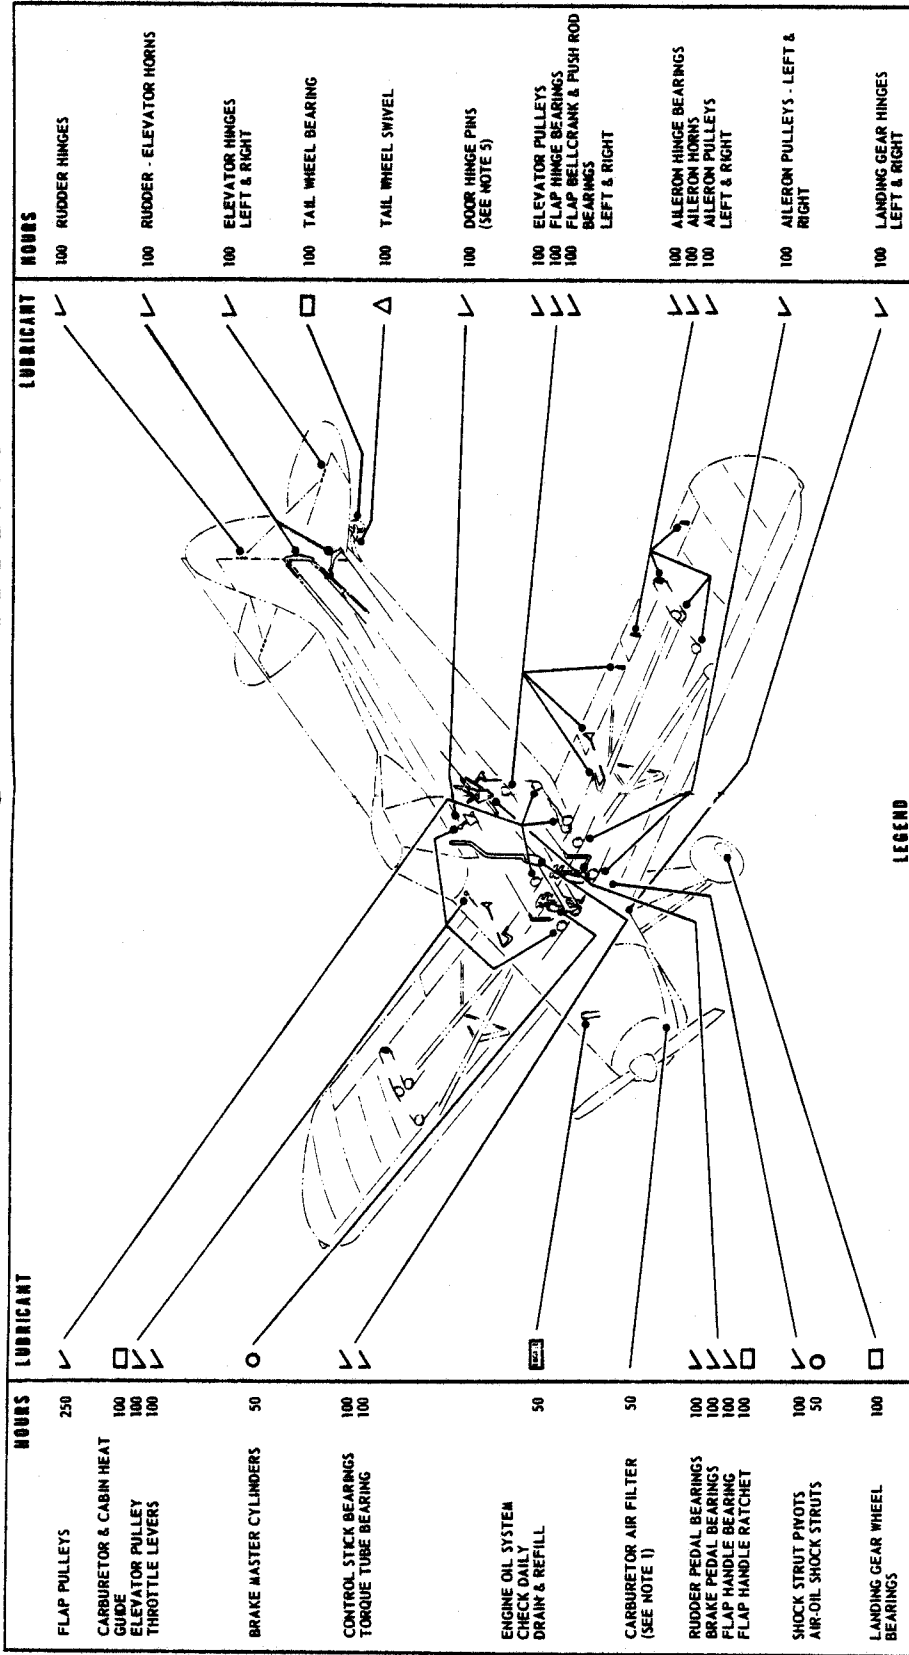 HOURS LUBRICANT
FLAP PULLEYS 250
CARBURETOR & CABIN HEAT
GUIDE 100
ELEVATOR PULLEY 100
THROTTLE LEVERS 100
BRAKE MASTER CYLINDERS 50
CONTROL STICK BEARINGS 100
TORQUE TUBE BEARING 100
ENGINE OIL SYSTEM
CHECK DAILY
DRAIN & REFILL 50
CARBURETOR AIR FILTER 50
(SEE NOTE 1)
RUDDER PEDAL BEARINGS 100
BRAKE PEDAL BEARINGS 100
FLAP HANDLE BEARING 100
FLAP HANDLE RATCHET 100
SHOCK STRUT PIVOTS 100
AIR-OIL SHOCK STRUTS 50
LANDING GEAR WHEEL 100
BEARINGS
LUBRICANT HOURS
100 RUDDER HINGES
100 RUDDER - ELEVATOR HORNS
100 ELEVATOR HINGES
LEFT & RIGHT
100 TAIL WHEEL BEARING
100 TAIL WHEEL SWIVEL
100 DOOR HINGE PINS
(SEE NOTE 5)
100 ELEVATOR PULLEYS
100 FLAP HINGE BEARINGS
100 FLAP BELLCRANK & PUSH ROD
BEARINGS
LEFT & RIGHT
100 AILERON HINGE BEARINGS
100 AILERON HORNS
100 AILERON PULLEYS
LEFT & RIGHT
100 AILERON PULLEYS - LEFT &
RIGHT
100 LANDING GEAR HINGES
LEFT & RIGHT
LEGEND